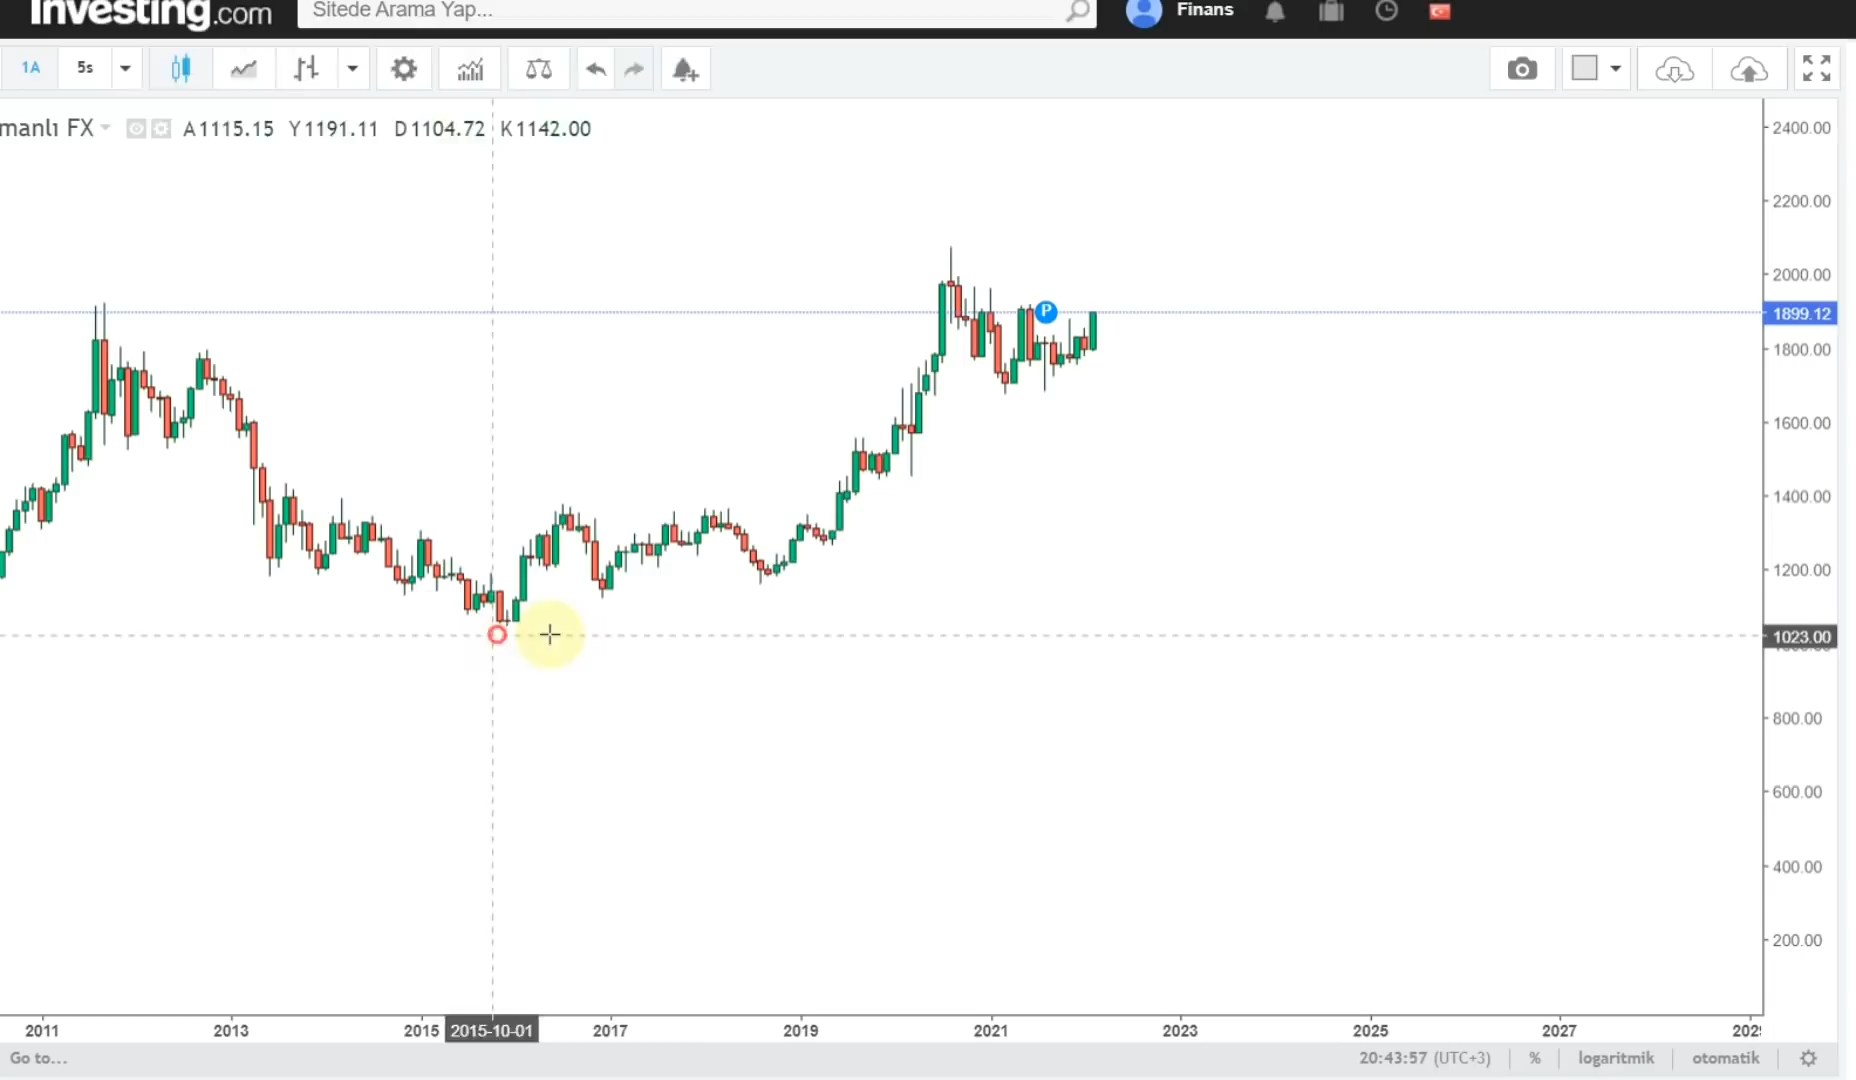 Investing.com Sitede Arama Yap... Finans
1A 5s
manlı FX A1115.15 Y1191.11 D1104.72 K1142.00
P
2400.00
2200.00
2000.00
1899.12
1800.00
1600.00
1400.00
1200.00
1023.00
800.00
600.00
400.00
200.00
2011 2013 2015 2015-10-01 2017 2019 2021 2023 2025 2027
Go to... 20:43:57 (UTC+3) % logaritmik otomatik